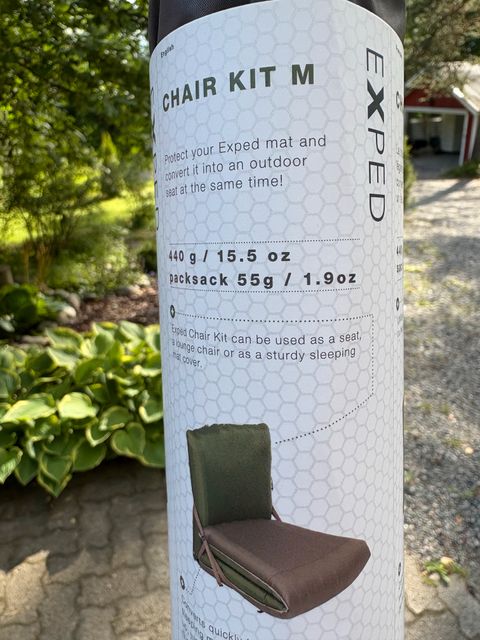 English
CHAIR KIT M
EXPED
Protect your Exped mat and
convert it into an outdoor
seat at the same time!
440 g / 15.5 oz
packsack 55g / 1.9oz
Exped Chair Kit can be used as a seat,
a lounge chair or as a sturdy sleeping
mat cover.
Converts quickly